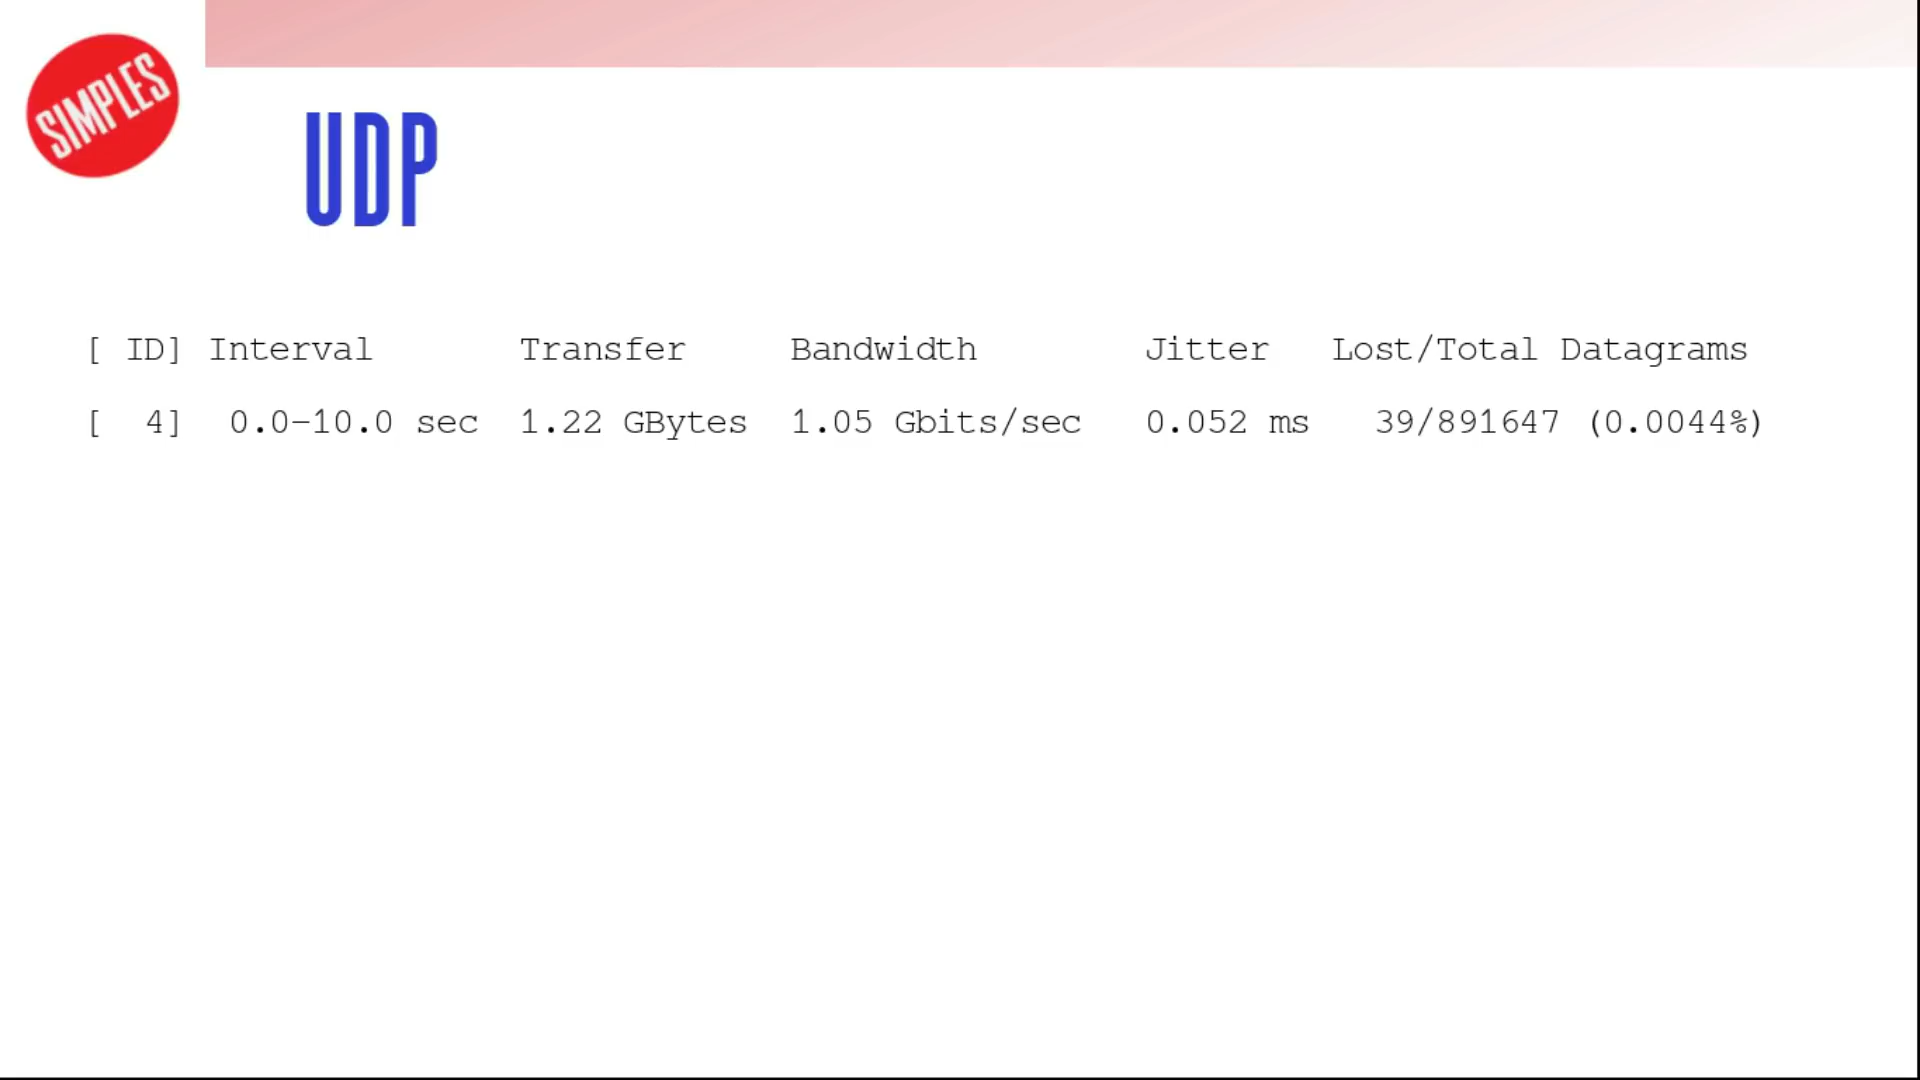 SIMPLES
UDP
[ ID] Interval Transfer Bandwidth Jitter Lost/Total Datagrams
[ 4] 0.0-10.0 sec 1.22 GBytes 1.05 Gbits/sec 0.052 ms 39/891647 (0.0044%)